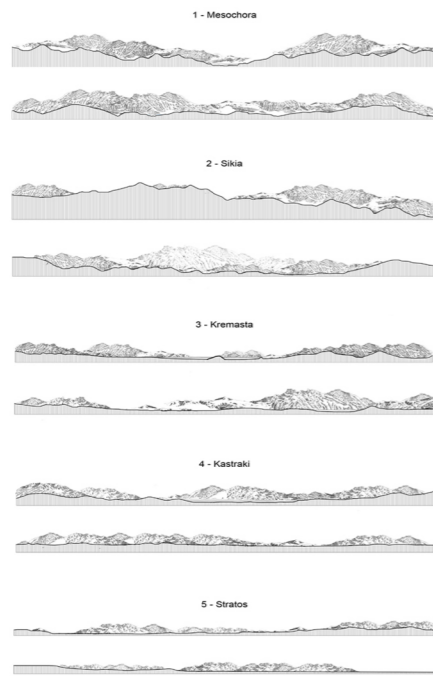 1 - Mesochora
2 - Sikia
3 - Kremasta
4 - Kastraki
5 - Stratos